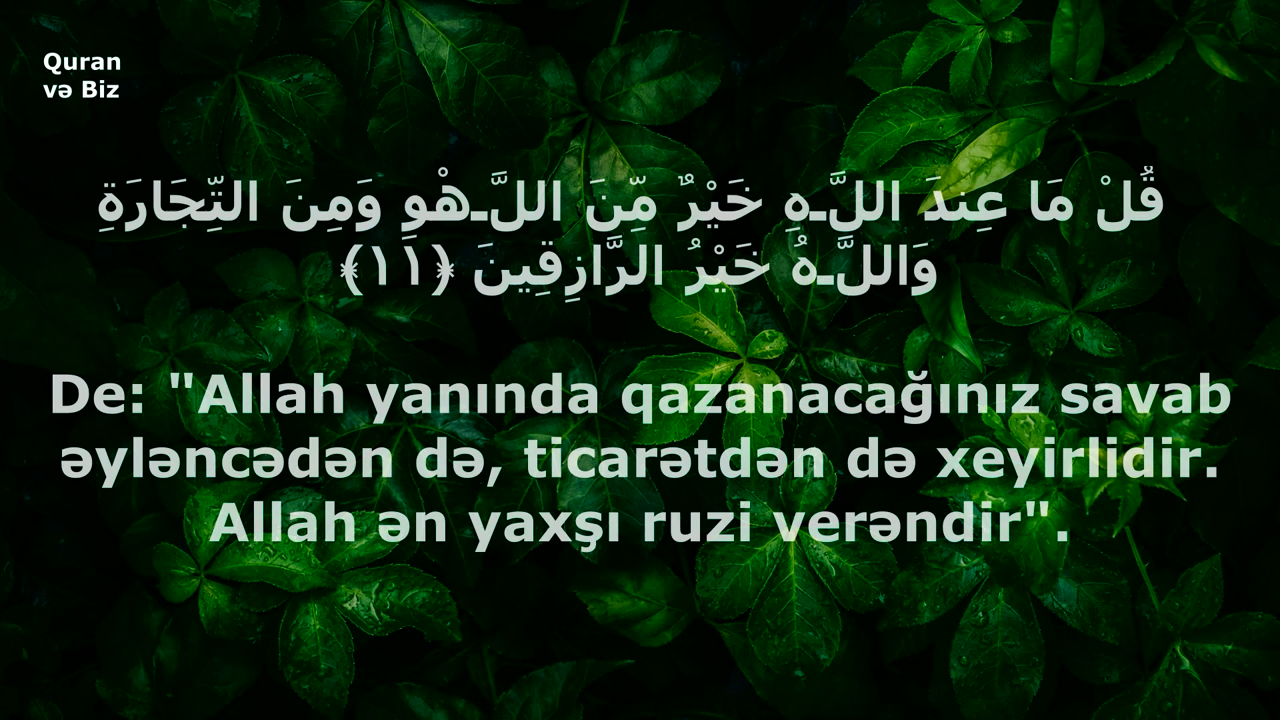 Quran
və Biz
قُلْ مَا عِندَ اللَّـهِ خَيْرٌ مِّنَ اللَّـهْوِ وَمِنَ التِّجَارَةِ ۚ
وَاللَّـهُ خَيْرُ الرَّازِقِينَ ﴿١١﴾
De: "Allah yanında qazanacağınız savab
əyləncədən də, ticarətdən də xeyirlidir.
Allah ən yaxşı ruzi verəndir".